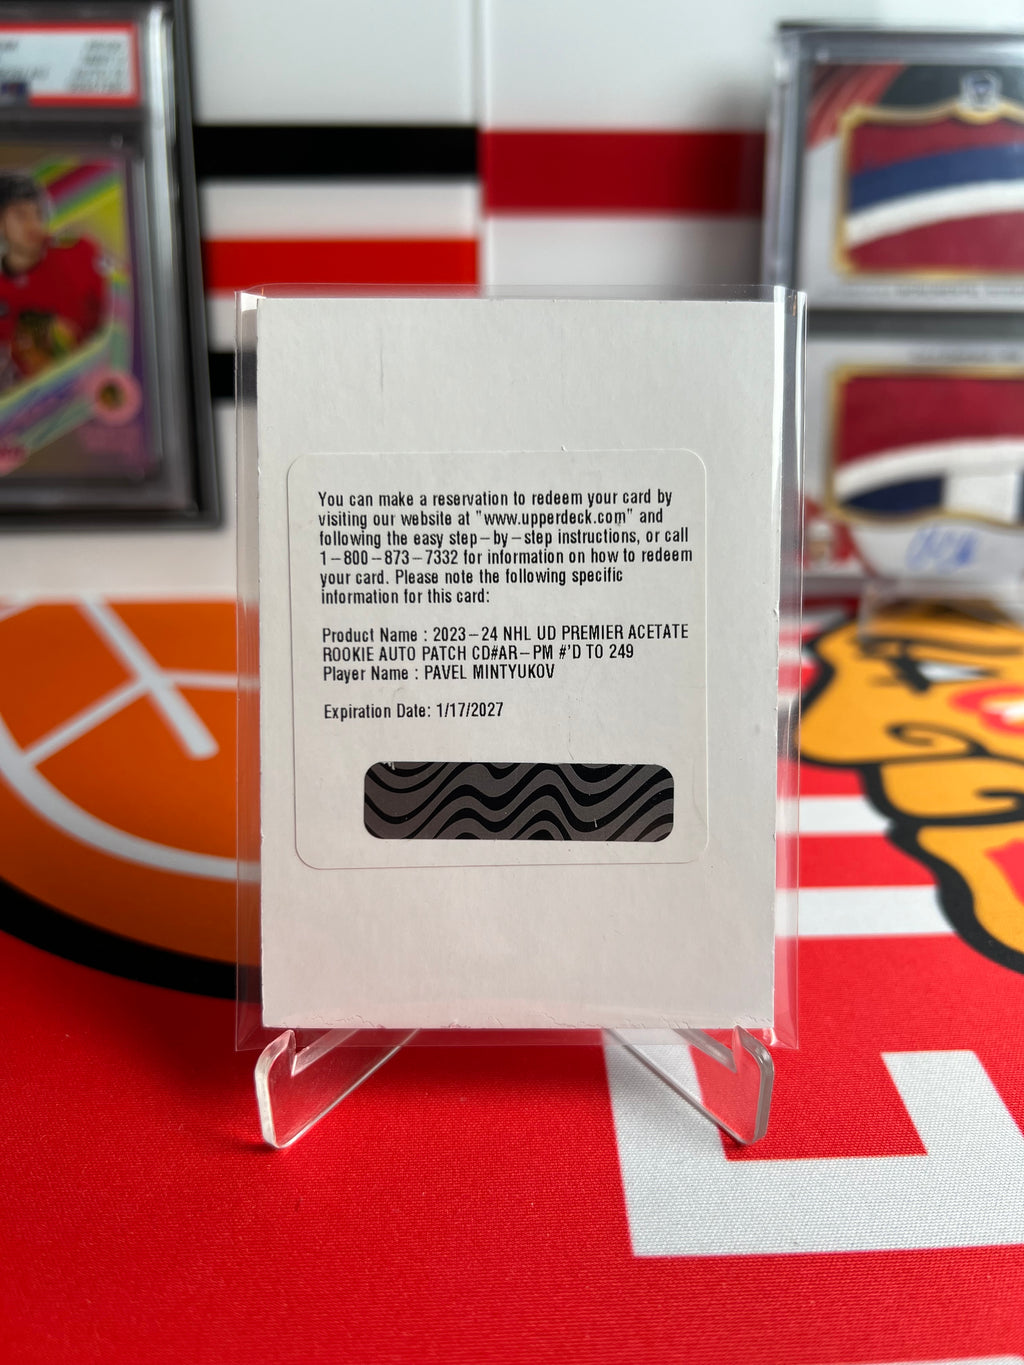 You can make a reservation to redeem your card by
visiting our website at "www.upperdeck.com" and
following the easy step-by-step instructions, or call
1-800-873-7332 for information on how to redeem
your card. Please note the following specific
information for this card:
Product Name : 2023-24 NHL UD PREMIER ACETATE
ROOKIE AUTO PATCH CD#AR-PM #'D TO 249
Player Name : PAVEL MINTYUKOV
Expiration Date: 1/17/2027